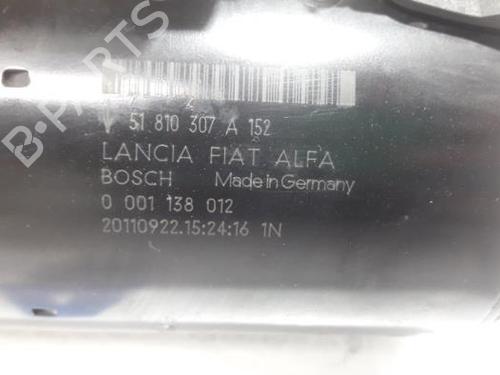 B-PARTS
51 810 307 A 152
LANCIA FIAT ALFA
BOSCH Made in Germany
0 001 138 012
20110922.15:24:16 1N